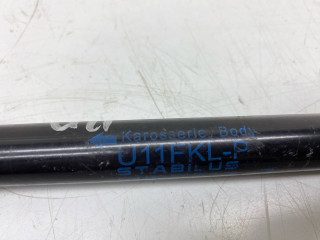 Karosserie, Body
U11FKL-P
STABILUS